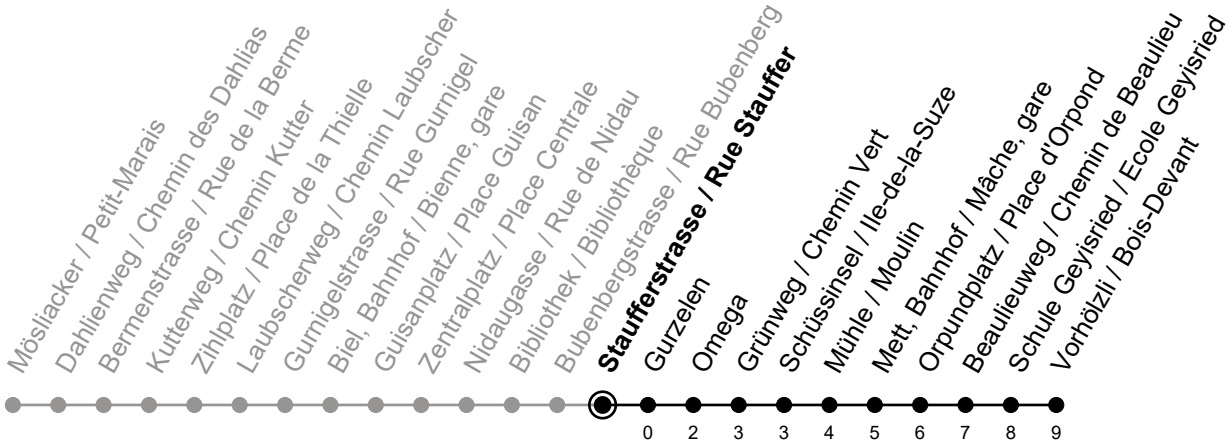 Mösliacker / Petit-Marais
Dahlienweg / Chemin des Dahlias
Bermenstrasse / Rue de la Berme
Kutterweg / Chemin Kutter
Zihlplatz / Place de la Thielle
Laubscherweg / Chemin Laubscher
Gurnigelstrasse / Rue Gurnigel
Biel, Bahnhof / Bienne, gare
Guisanplatz / Place Guisan
Zentralplatz / Place Centrale
Nidaugasse / Rue de Nidau
Bibliothek / Bibliothèque
Bubenbergstrasse / Rue Bubenberg
Staufferstrasse / Rue Stauffer
Gurzelen
Omega
Grünweg / Chemin Vert
Schüssinsel / Ile-de-la-Suze
Mühle / Moulin
Mett, Bahnhof / Mâche, gare
Orpundplatz / Place d'Orpond
Beaulieuweg / Chemin de Beaulieu
Schule Geyisried / Ecole Geyisried
Vorhölzli / Bois-Devant
0 2 3 3 4 5 6 7 8 9